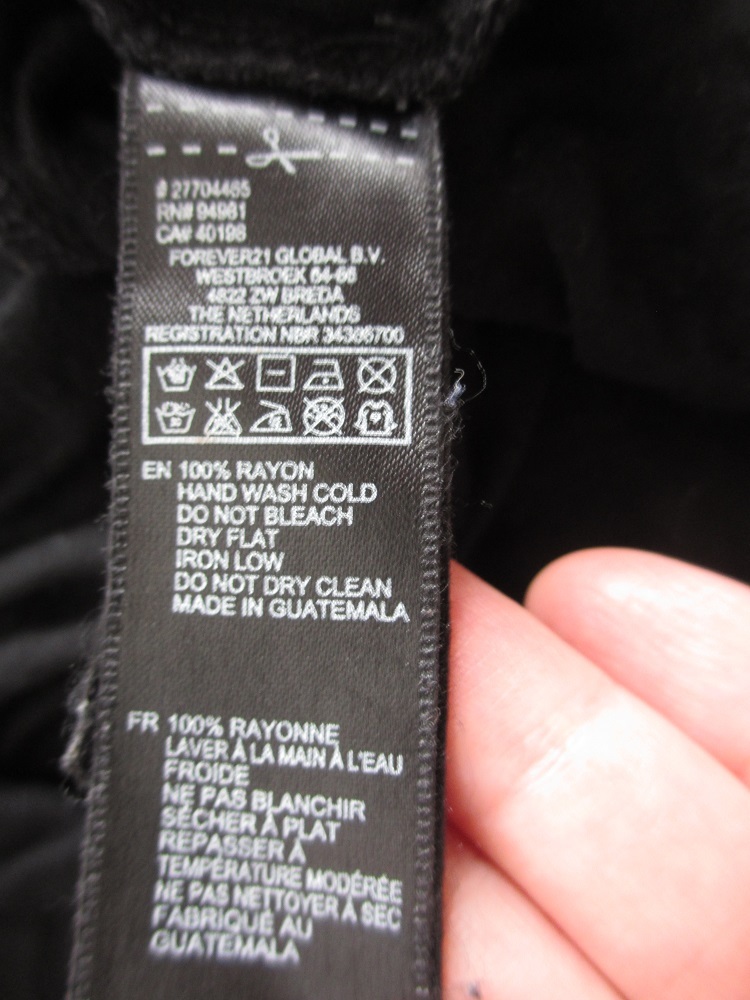 # 27704465
RN# 94981
CA# 40198
FOREVER21 GLOBAL B.V.
WESTBROEK 64-66
4822 ZW BREDA
THE NETHERLANDS
REGISTRATION NBR 34385700
EN 100% RAYON
HAND WASH COLD
DO NOT BLEACH
DRY FLAT
IRON LOW
DO NOT DRY CLEAN
MADE IN GUATEMALA
FR 100% RAYONNE
LAVER À LA MAIN À L'EAU
FROIDE
NE PAS BLANCHIR
SÉCHER À PLAT
REPASSER À
TEMPÉRATURE MODÉRÉE
NE PAS NETTOYER À SEC
FABRIQUÉ AU
GUATEMALA